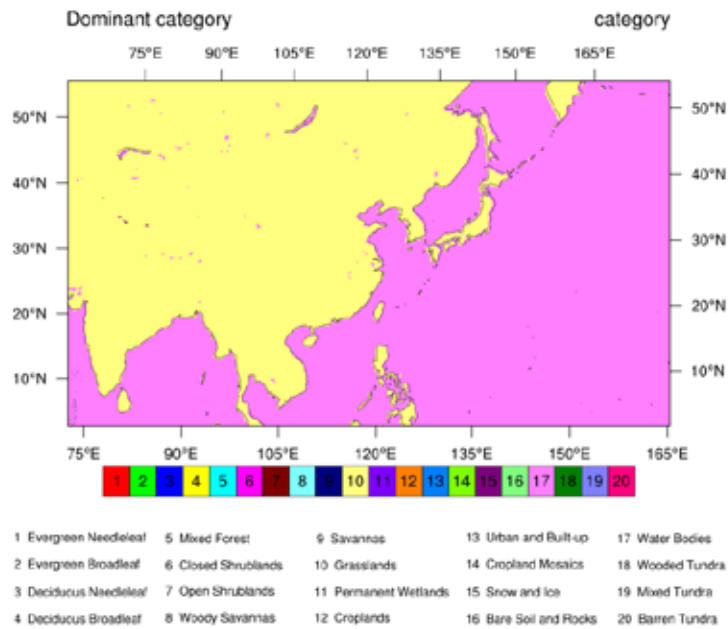 Dominant category category
75°E 90°E 105°E 120°E 135°E 150°E 165°E
50°N 50°N
40°N 40°N
30°N 30°N
20°N 20°N
10°N 10°N
75°E 90°E 105°E 120°E 135°E 150°E 165°E
1 2 3 4 5 6 7 8 9 10 11 12 13 14 15 16 17 18 19 20
1 Evergreen Needleleaf 5 Mixed Forest 9 Savannas 13 Urban and Built-up 17 Water Bodies
2 Evergreen Broadleaf 6 Closed Shrublands 10 Grasslands 14 Cropland Mosaics 18 Wooded Tundra
3 Deciducus Needleleaf 7 Open Shrublands 11 Permanent Wetlands 15 Snow and Ice 19 Mixed Tundra
4 Deciducus Broadleaf 8 Woody Savannas 12 Croplands 16 Bare Soil and Rocks 20 Barren Tundra